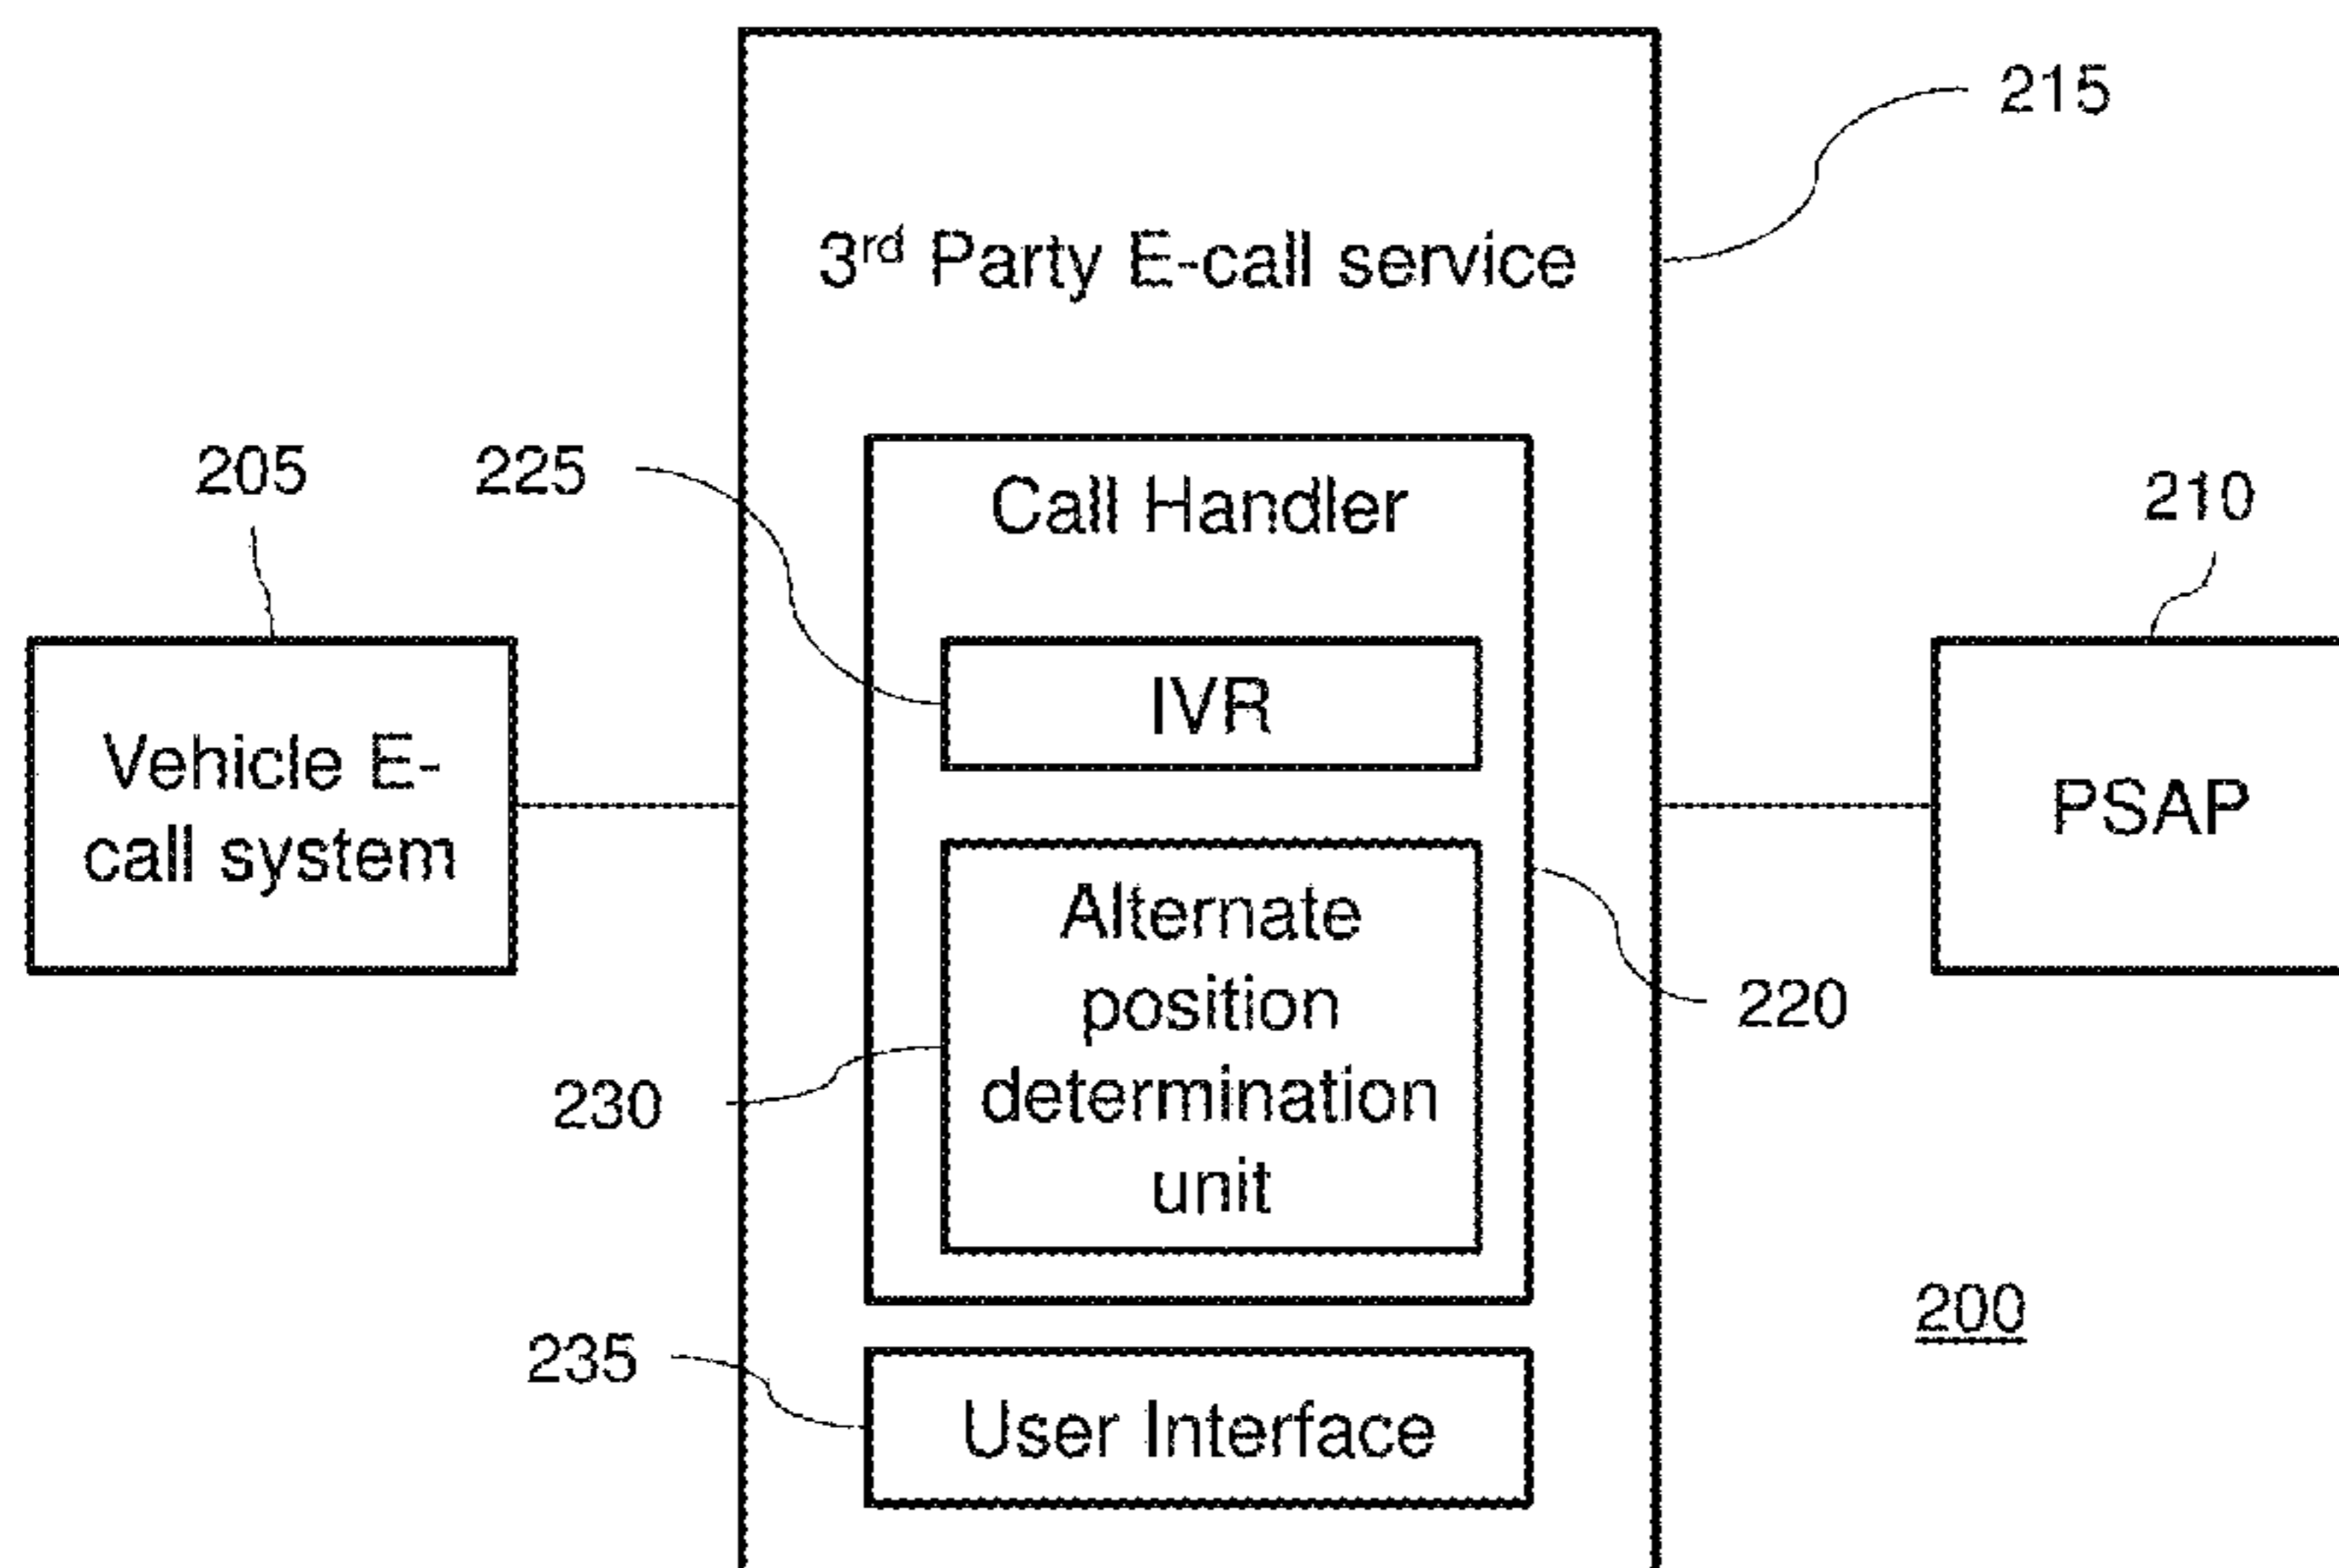 215
3rd Party E-call service
205
225
Call Handler
210
IVR
Vehicle E-
call system
PSAP
Alternate
position
determination
unit
220
230
200
235
User Interface